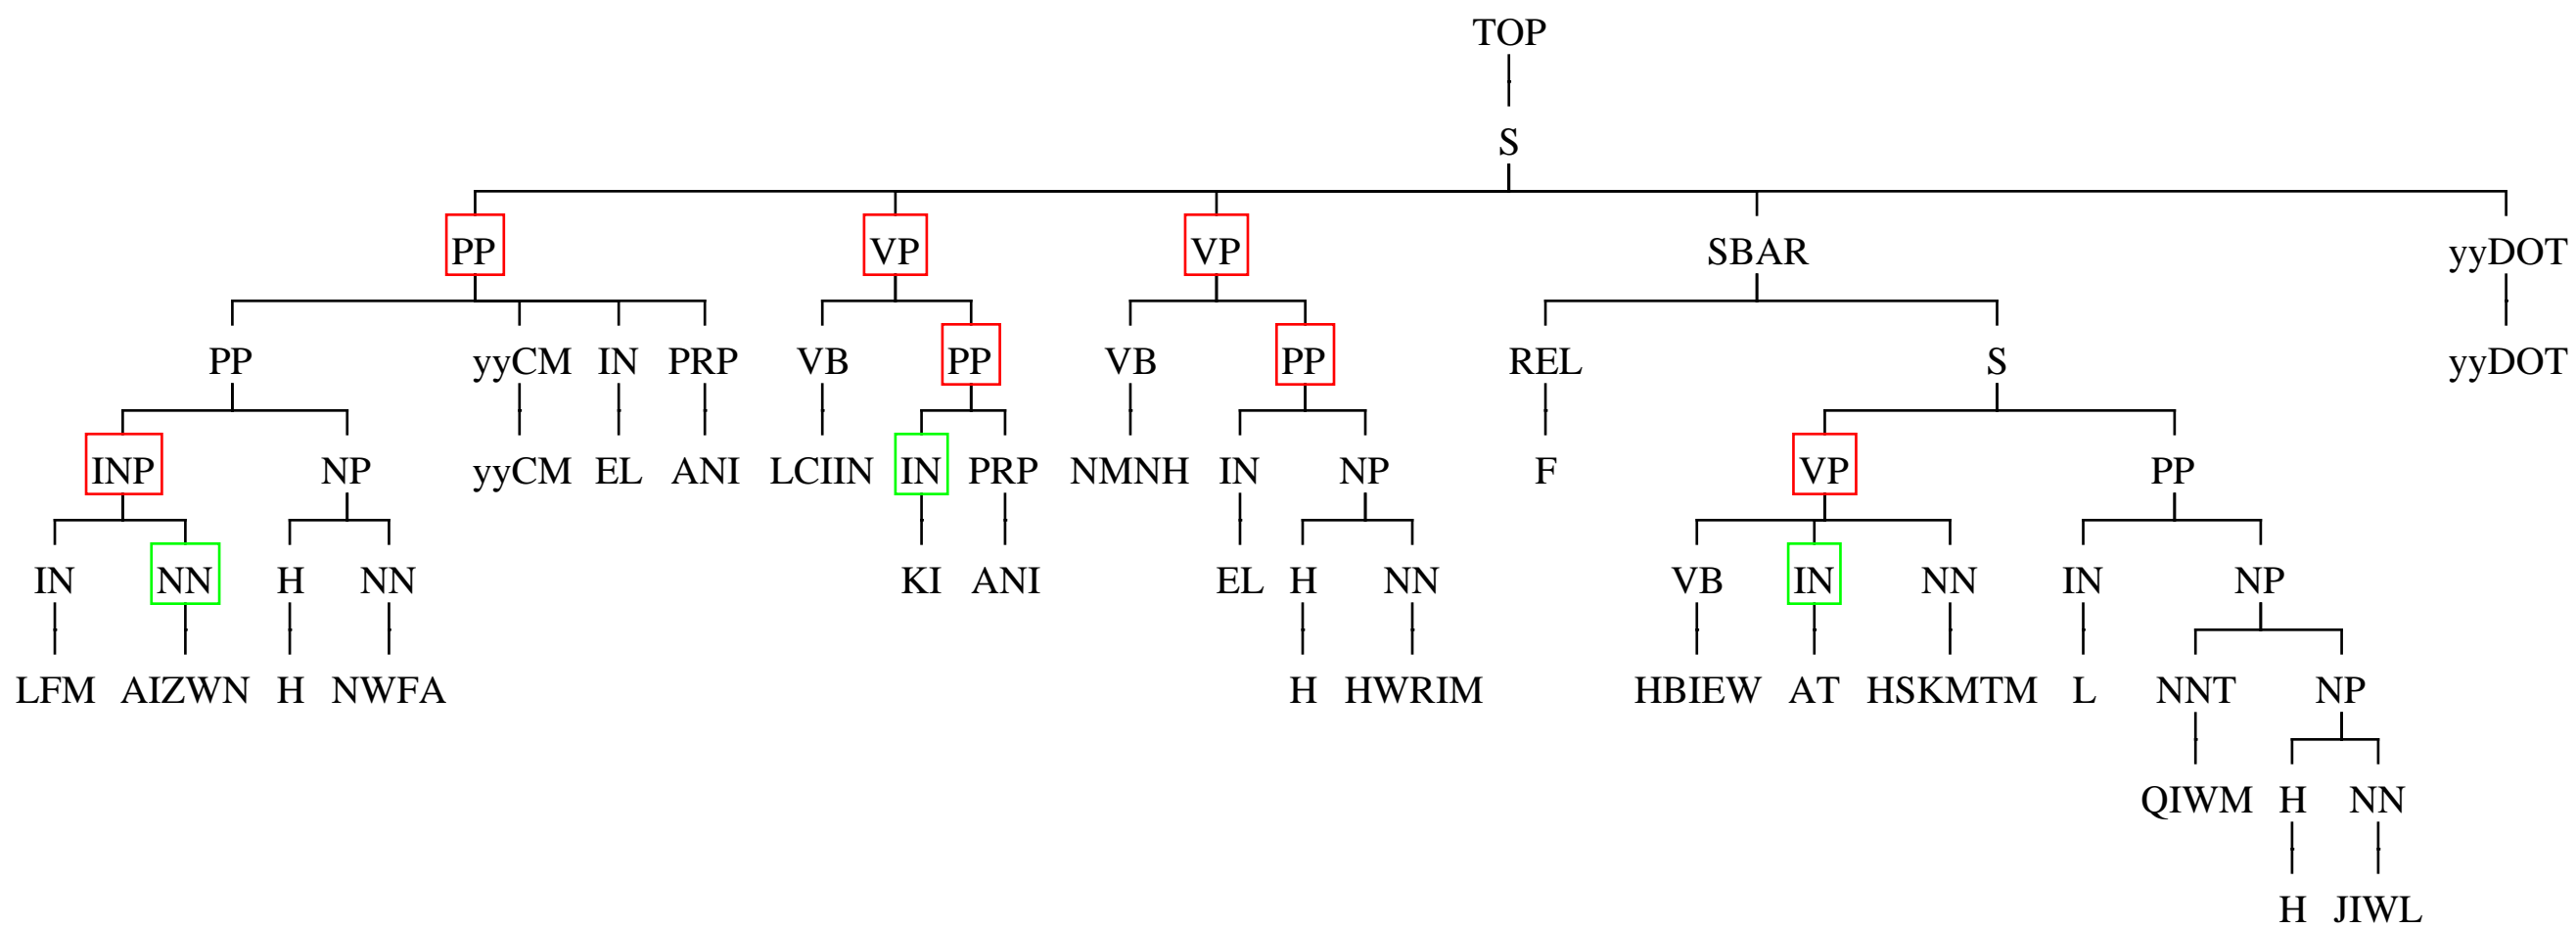 TOP
S
PP VP VP SBAR yyDOT
PP yyCM IN PRP VB PP VB PP REL S yyDOT
INP NP yyCM EL ANI LCIIN IN PRP NMNH IN NP F VP PP
IN NN H NN KI ANI EL H NN VB IN NN IN NP
LFM AIZWN H NWFA H HWRIM HBIEW AT HSKMTM L NNT NP
QIWM H NN
H JIWL